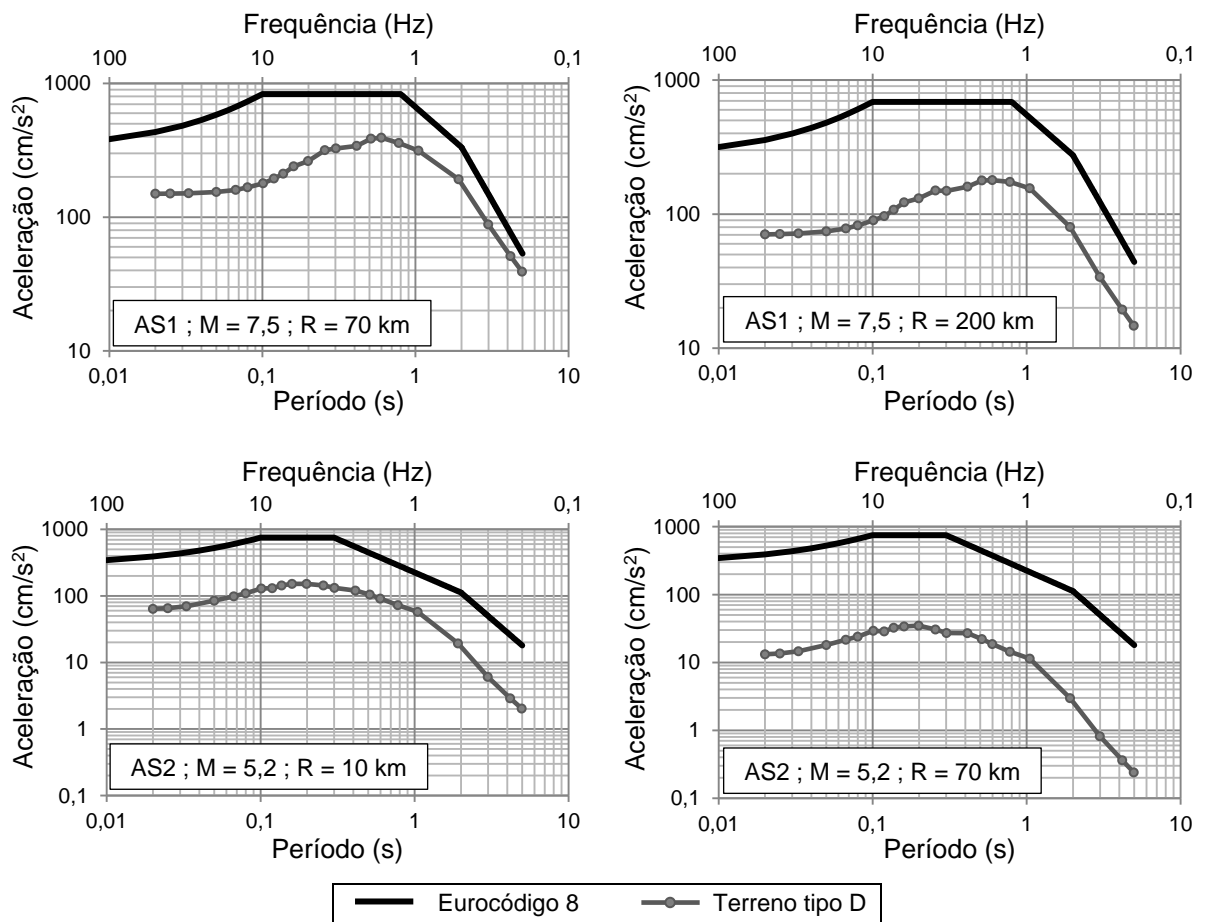 Frequência (Hz)
100 10 1 0,1
1000
100
10
Aceleração (cm/s²)
AS1 ; M = 7,5 ; R = 70 km
0,01 0,1 1 10
Período (s)
Frequência (Hz)
100 10 1 0,1
1000
100
10
Aceleração (cm/s²)
AS1 ; M = 7,5 ; R = 200 km
0,01 0,1 1 10
Período (s)
Frequência (Hz)
100 10 1 0,1
1000
100
10
1
0,1
Aceleração (cm/s²)
AS2 ; M = 5,2 ; R = 10 km
0,01 0,1 1 10
Período (s)
Frequência (Hz)
100 10 1 0,1
1000
100
10
1
0,1
Aceleração (cm/s²)
AS2 ; M = 5,2 ; R = 70 km
0,01 0,1 1 10
Período (s)
Eurocódigo 8 Terreno tipo D